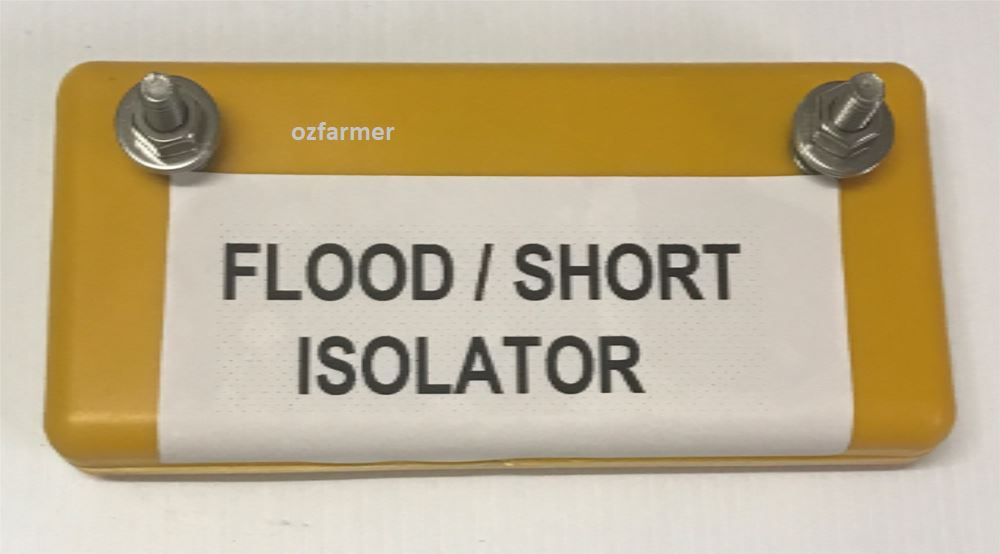 ozfarmer
FLOOD / SHORT
ISOLATOR